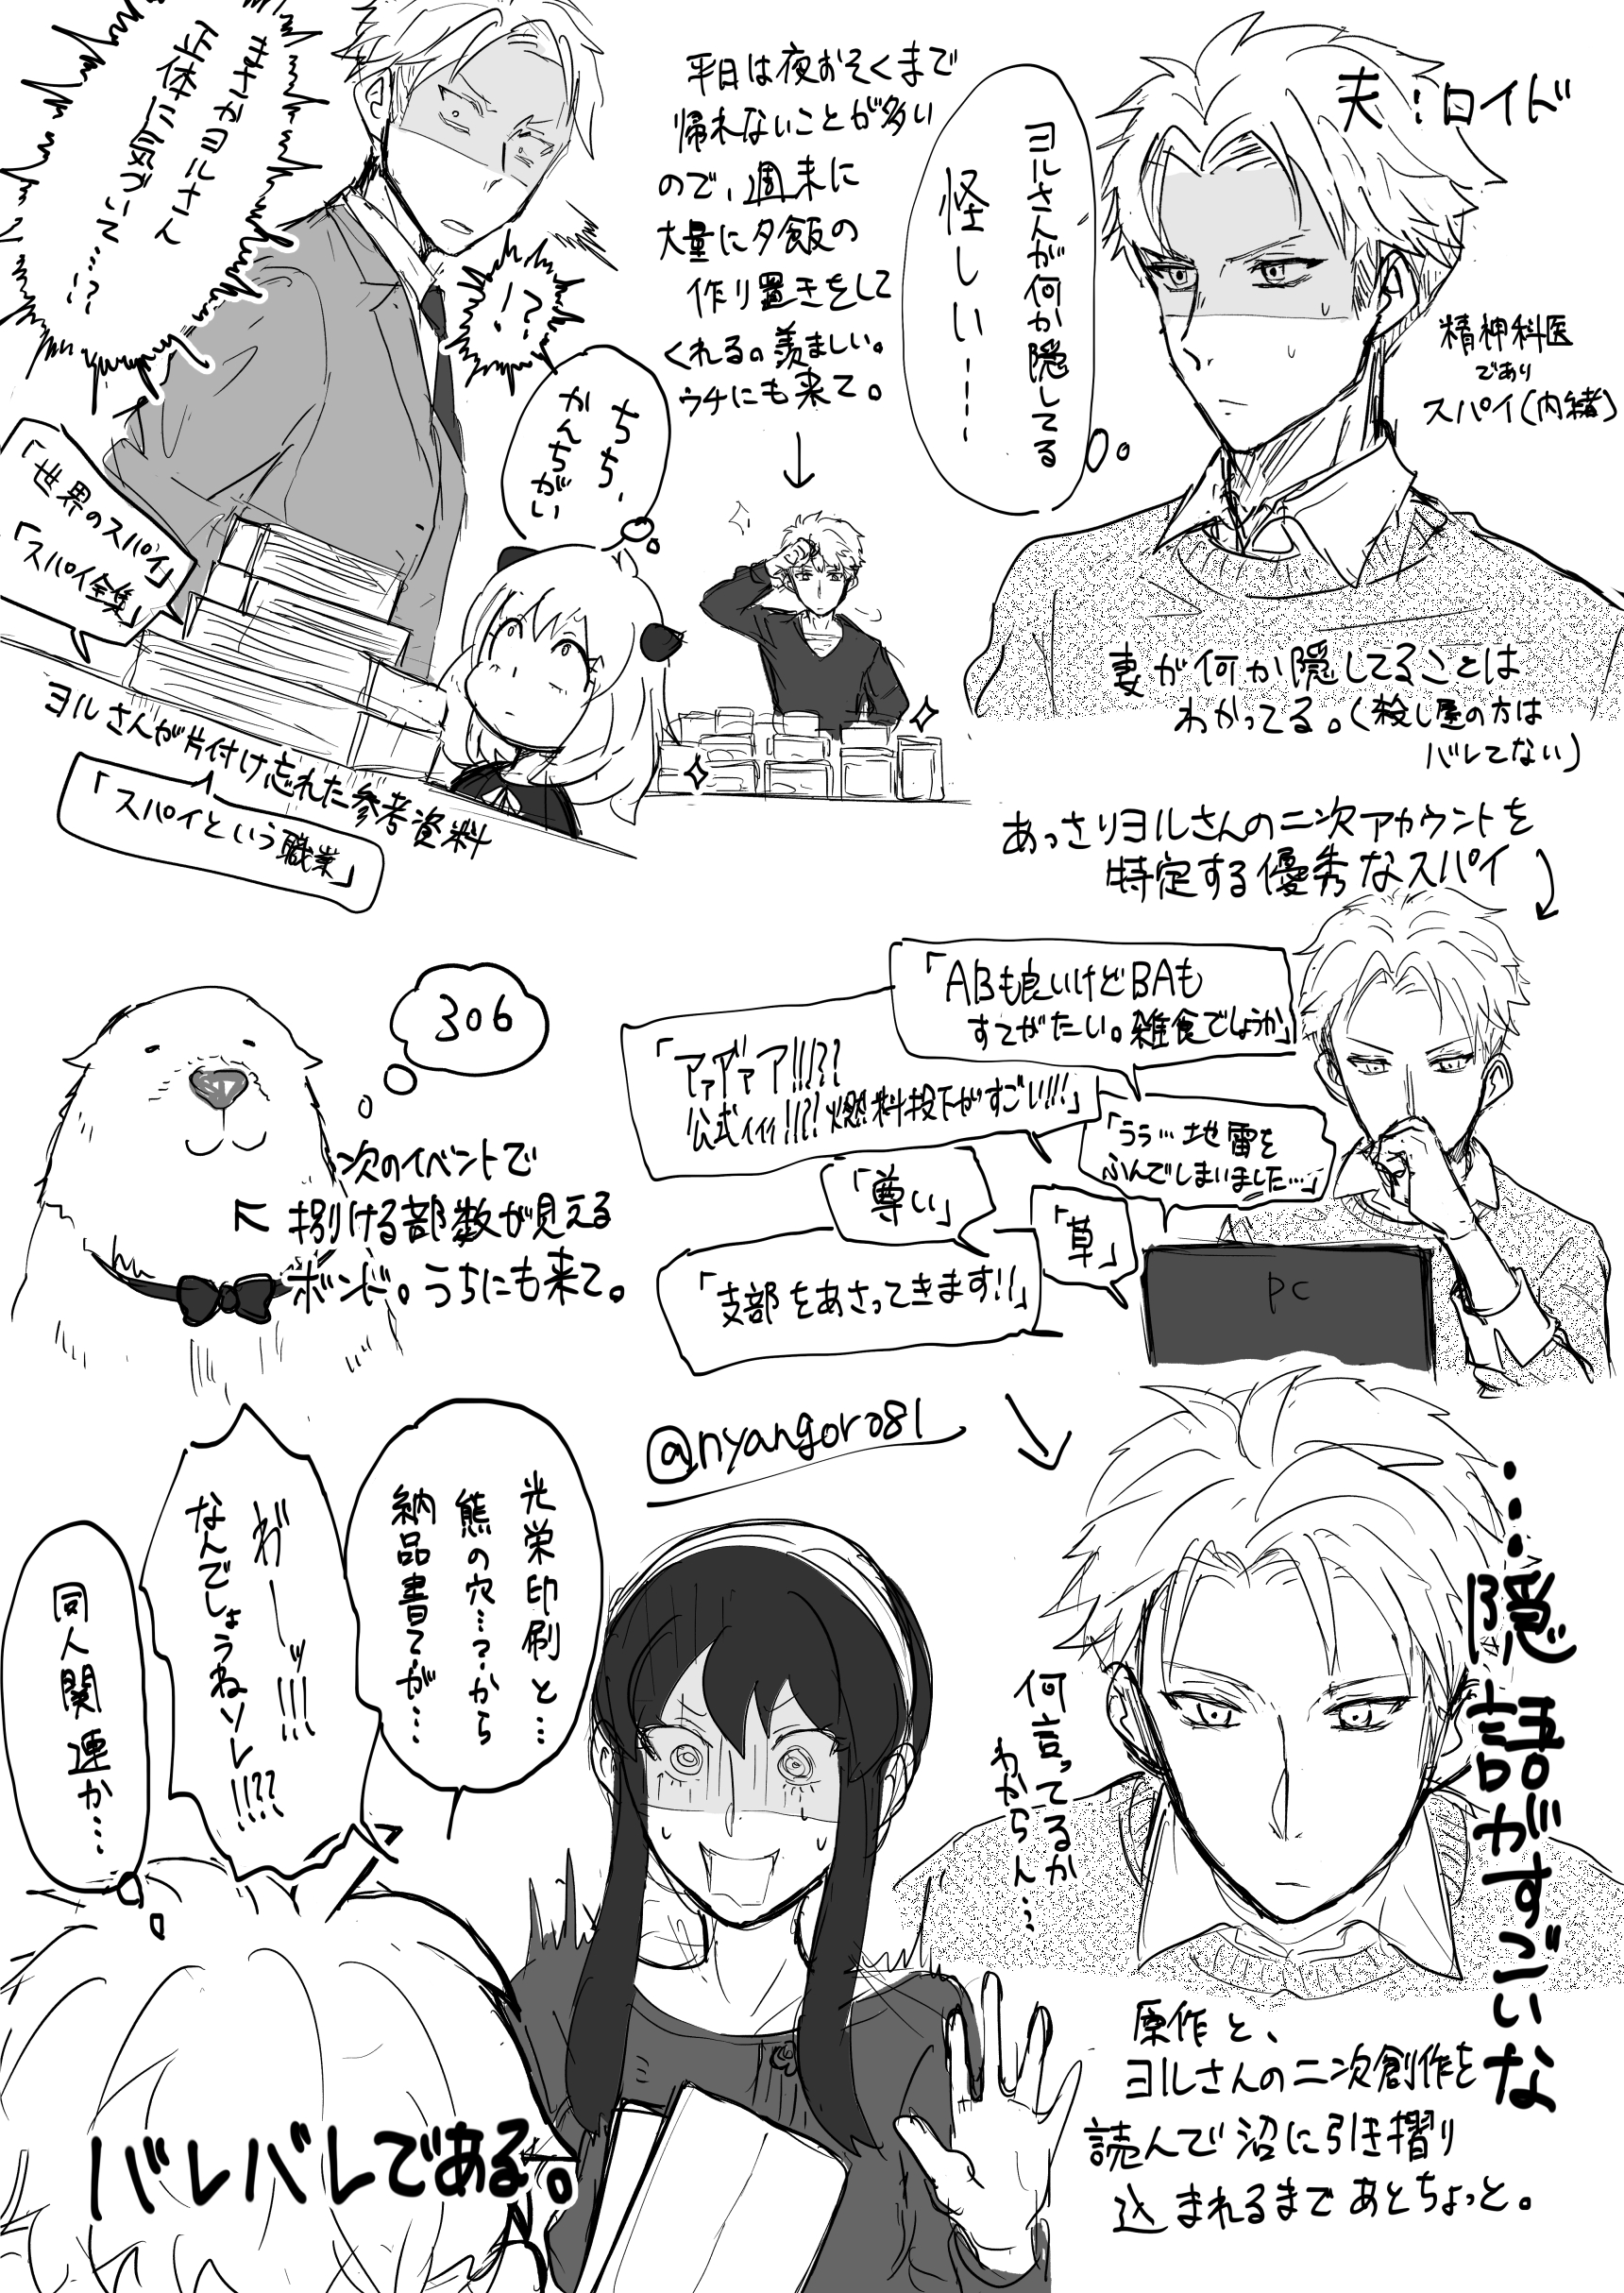 夫:ロイド
精神科医
であり
スパイ(内緒)
ヨルさんが何か隠してる
怪しい……
妻が何か隠してることは
わかってる。(殺し屋の方は
バレてない)
平日は夜おそくまで
帰れないことが多い
ので、週末に
大量に夕飯の
作り置きをして
くれる。羨ましい。
ウチにも来て。
まさかヨルさん
正体に気づいて…!?
!?
ちち、
かんちがい
「世界のスパイ」
「スパイ全集」
ヨルさんが片付け忘れた参考資料
「スパイという職業」
あっさりヨルさんの二次アカウントを
特定する優秀なスパイ
「ABも良いけどBAも
すてがたい。雑食でしょうか」
「アァヴァア!!!??
公式ィィィ!!??燃料投下がすごい!!!」
「うぅ…地雷を
ふんでしまいました…」
「尊い」
「草」
「支部をあさってきます!!」
PC
306
次のイベントで
捌ける部数が見える
ボンド。うちにも来て。
@nyangoro81
…隠語がすごいな
何言ってるか
わからん…
原作と、
ヨルさんの二次創作を
読んで沼に引き摺り
込まれるまであとちょっと。
光栄印刷と…
熊の穴…?から
納品書て、が…
わ゛ーッ!!!
なんでしょうねソレ!!??
同人関連か…
バレバレである。